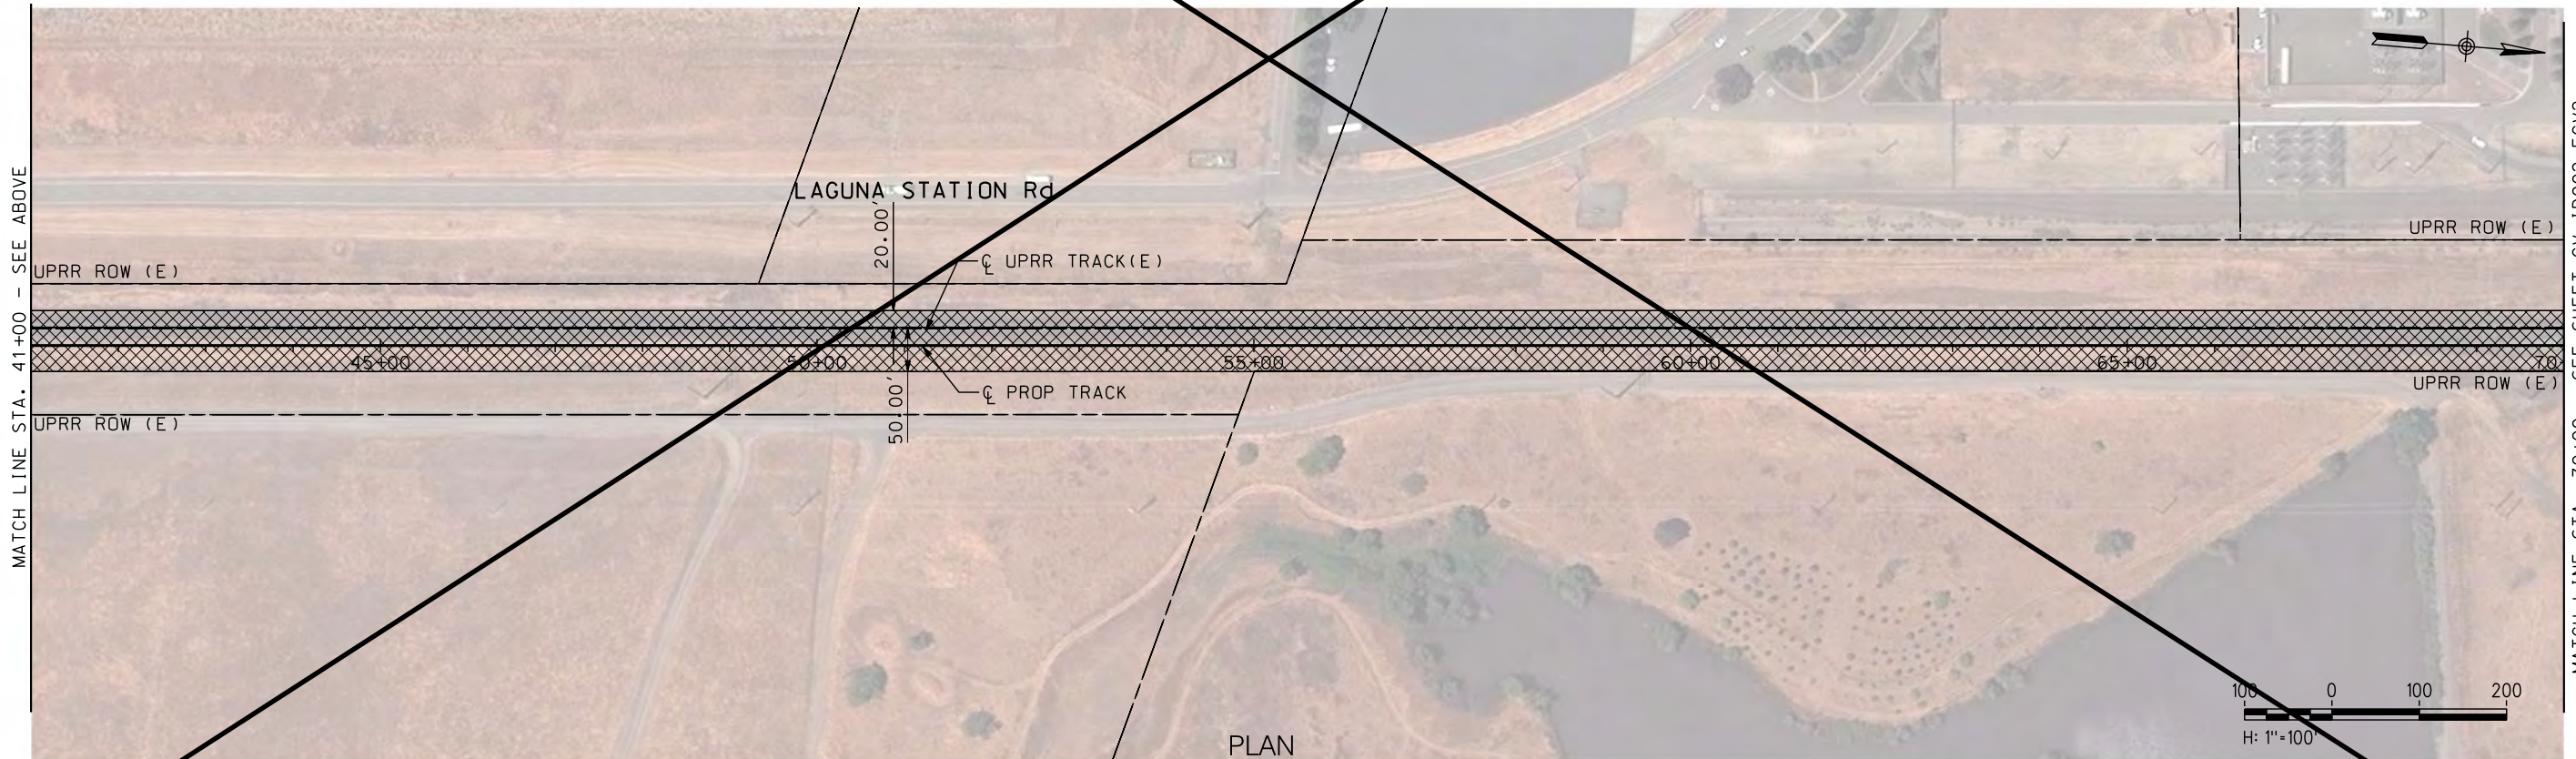 MATCH LINE STA. 41+00 - SEE ABOVE
LAGUNA STATION Rd
20.00'
UPRR ROW (E)
℄ UPRR TRACK(E)
UPRR ROW (E)
45+00
50+00
55+00
60+00
65+00
70
UPRR ROW (E)
℄ PROP TRACK
UPRR ROW (E)
50.00'
100 0 100 200
H: 1"=100'
PLAN